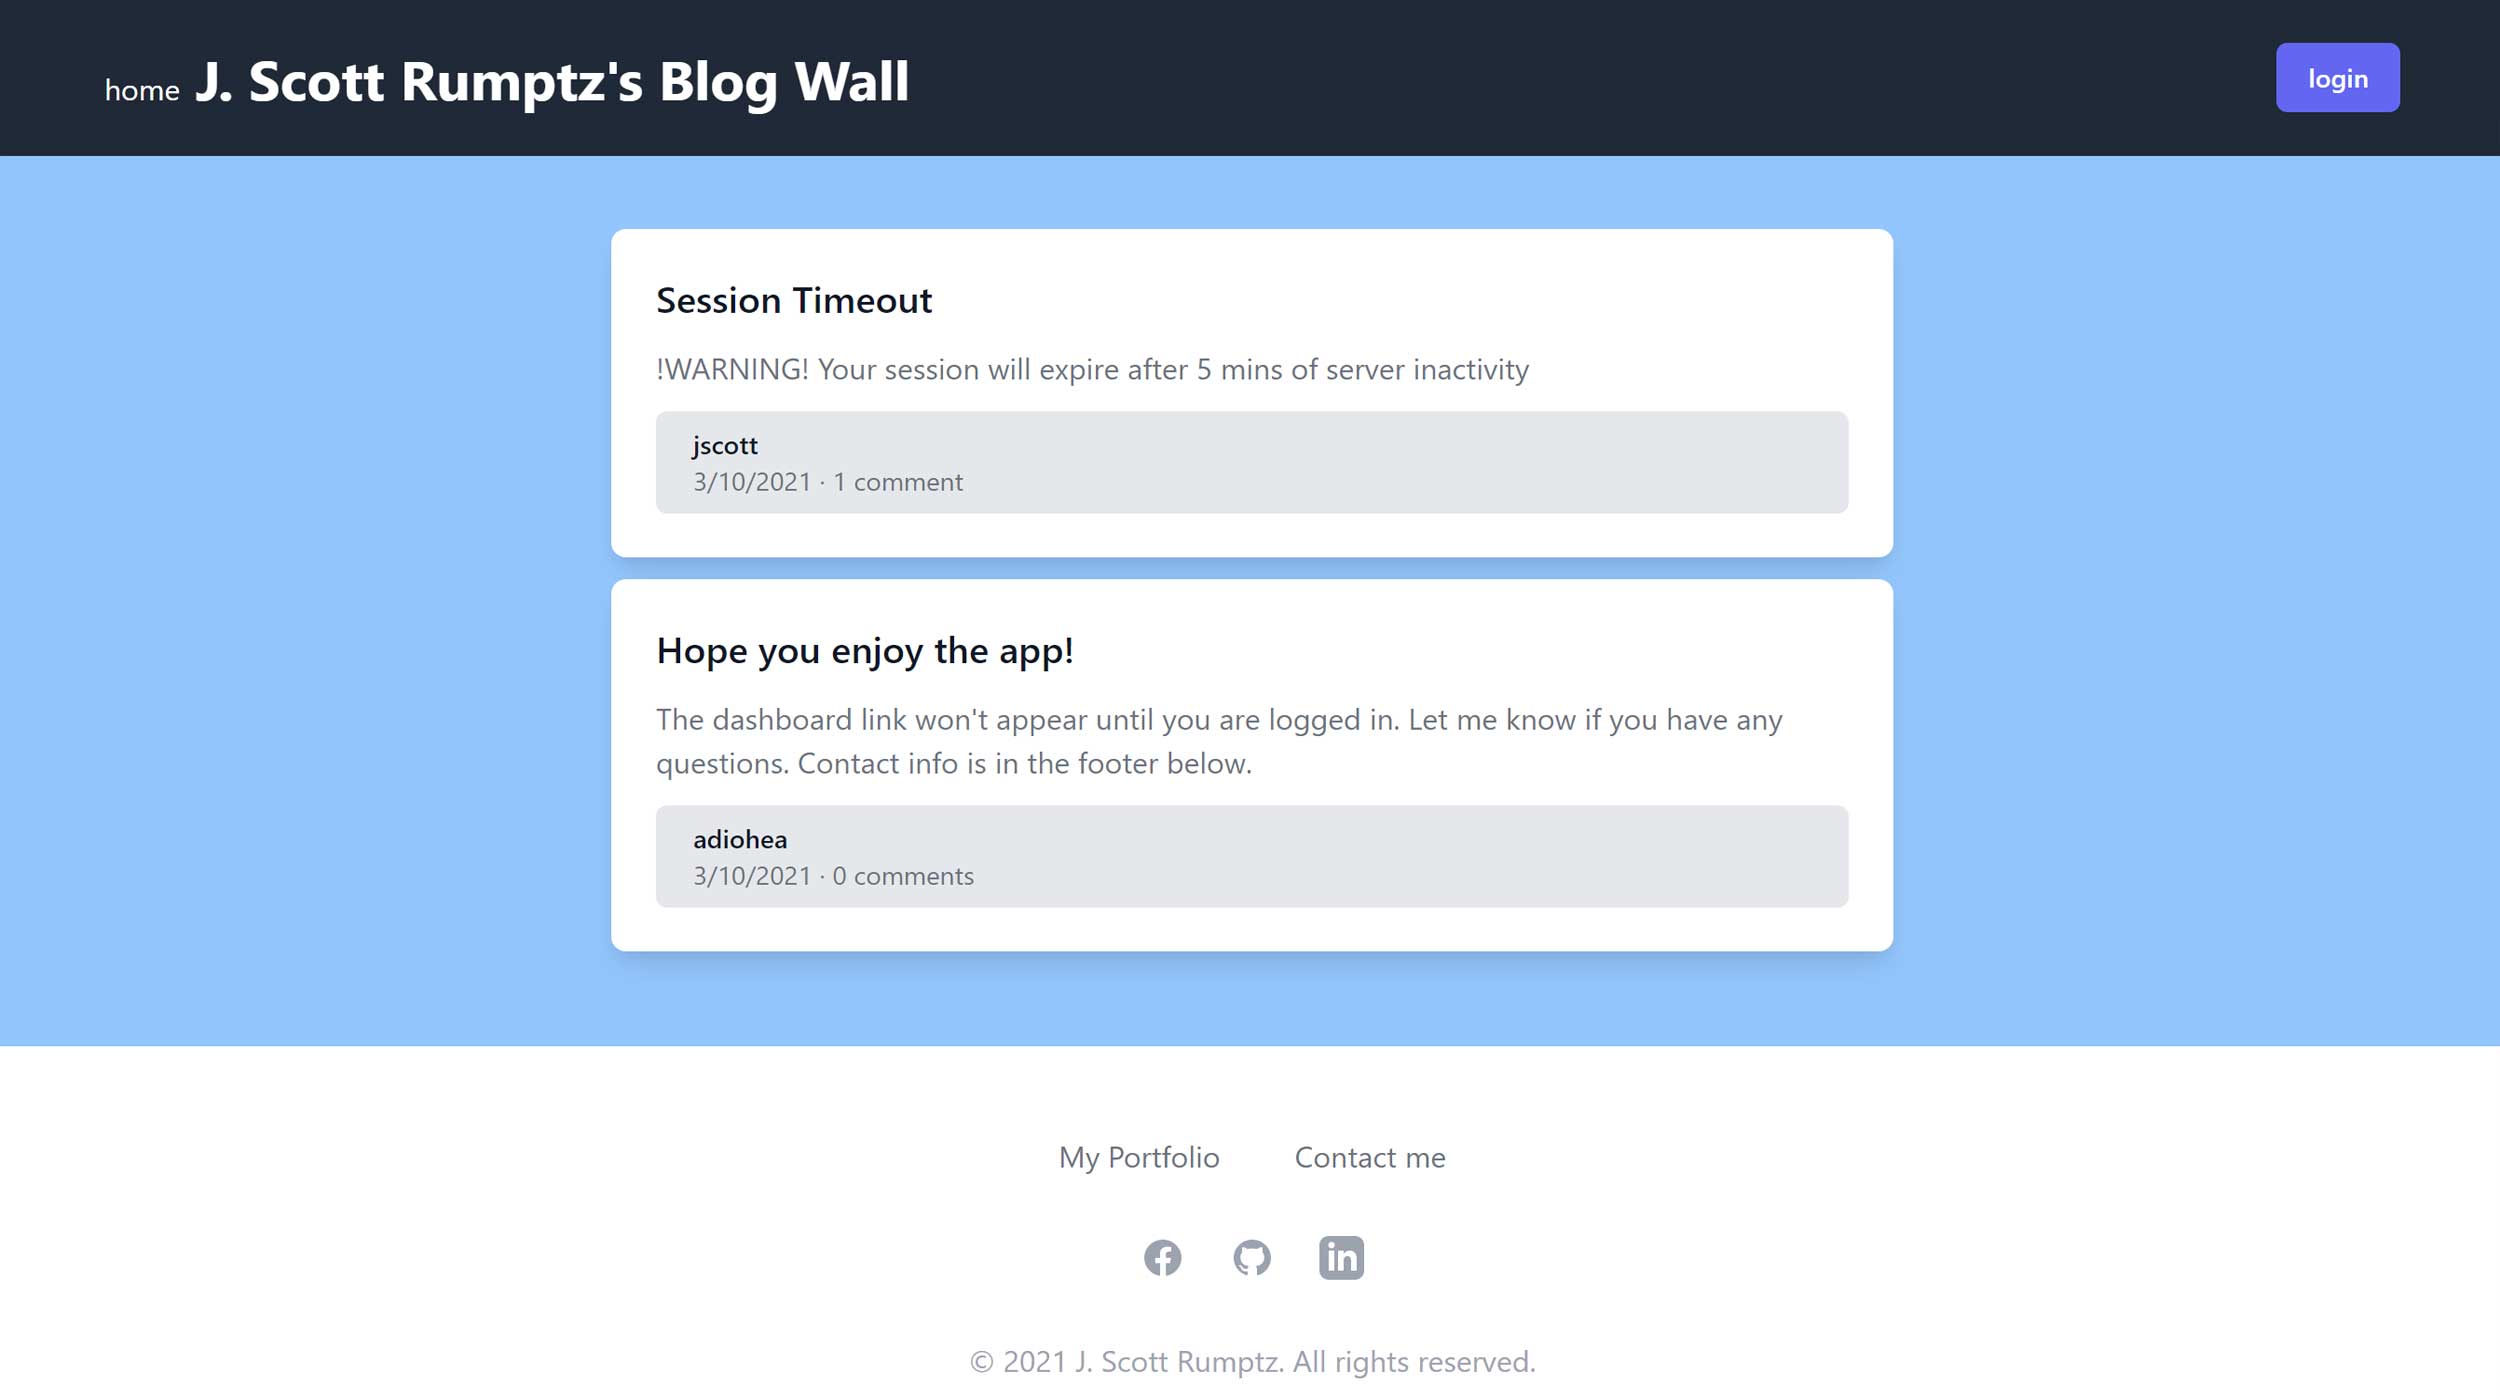 home J. Scott Rumptz's Blog Wall
login
Session Timeout
!WARNING! Your session will expire after 5 mins of server inactivity
jscott
3/10/2021 · 1 comment
Hope you enjoy the app!
The dashboard link won't appear until you are logged in. Let me know if you have any
questions. Contact info is in the footer below.
adiohea
3/10/2021 · 0 comments
My Portfolio
Contact me
in
© 2021 J. Scott Rumptz. All rights reserved.